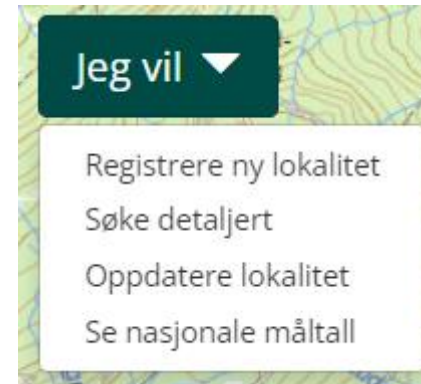 Jeg vil
Registrere ny lokalitet
Søke detaljert
Oppdatere lokalitet
Se nasjonale måltall